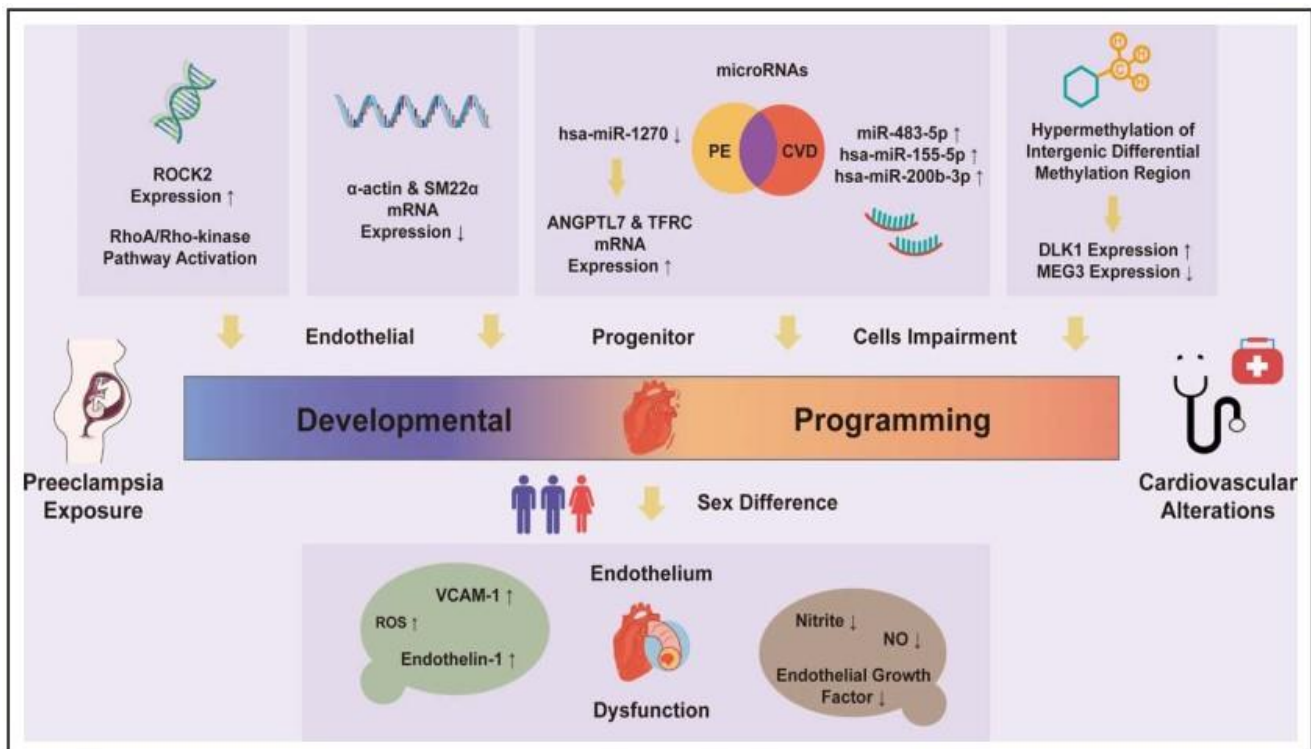 ROCK2
Expression ↑
RhoA/Rho-kinase
Pathway Activation
α-actin & SM22α
mRNA
Expression ↓
microRNAs
hsa-miR-1270 ↓
ANGPTL7 & TFRC
mRNA
Expression ↑
PE
CVD
miR-483-5p ↑
hsa-miR-155-5p ↑
hsa-miR-200b-3p ↑
H
H
C
H
Hypermethylation of
Intergenic Differential
Methylation Region
DLK1 Expression ↑
MEG3 Expression ↓
Endothelial Progenitor Cells Impairment
Developmental Programming
Preeclampsia
Exposure
Cardiovascular
Alterations
Sex Difference
Endothelium
Dysfunction
VCAM-1 ↑
ROS ↑
Endothelin-1 ↑
Nitrite ↓
NO ↓
Endothelial Growth
Factor ↓